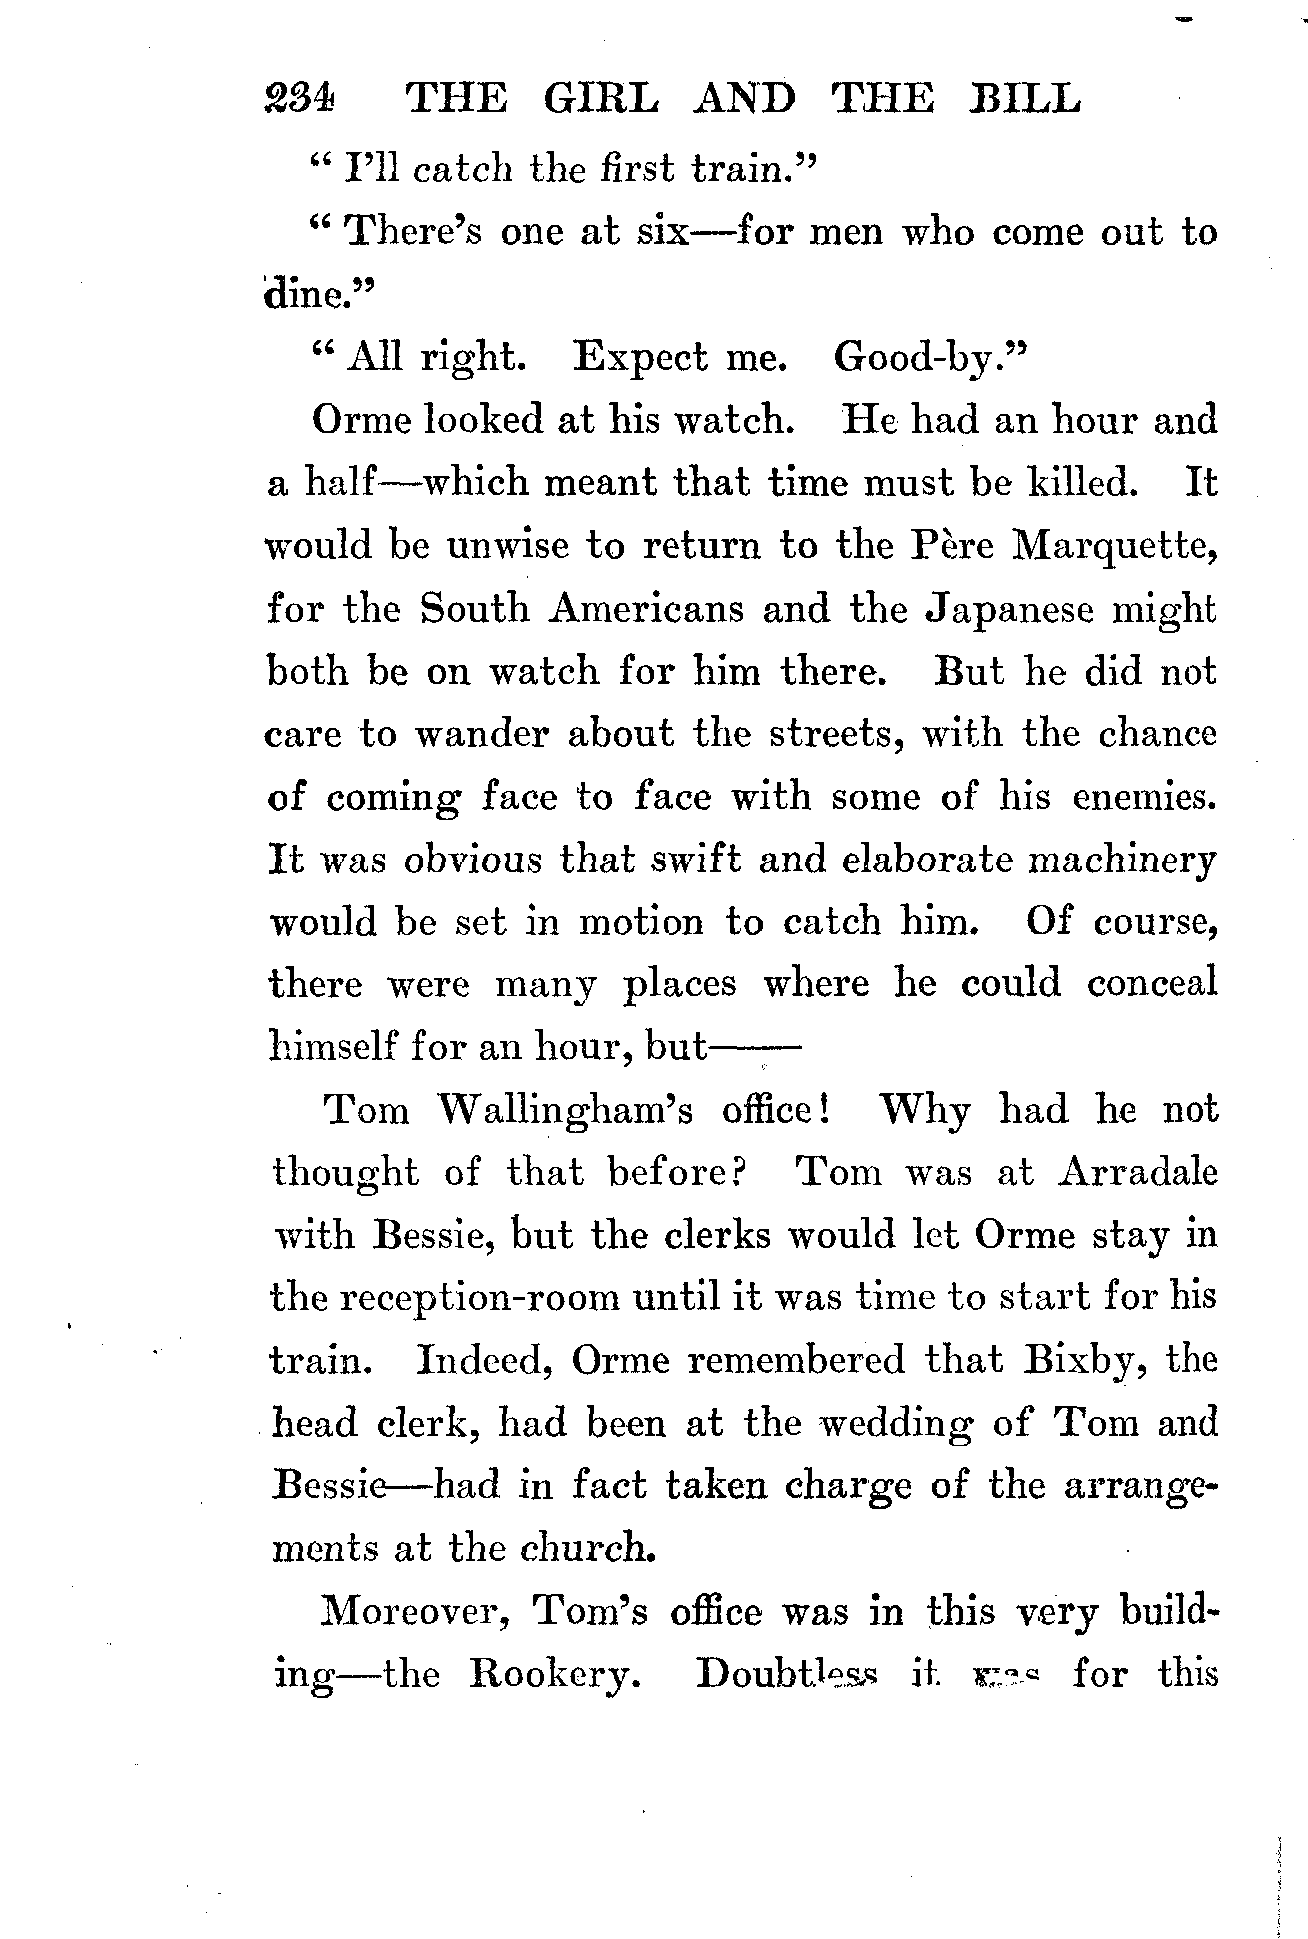 234 THE GIRL AND THE BILL
“ I’ll catch the first train.”
“ There’s one at six—for men who come out to
dine.”
“ All right. Expect me. Good-by.”
Orme looked at his watch. He had an hour and
a half—which meant that time must be killed. It
would be unwise to return to the Père Marquette,
for the South Americans and the Japanese might
both be on watch for him there. But he did not
care to wander about the streets, with the chance
of coming face to face with some of his enemies.
It was obvious that swift and elaborate machinery
would be set in motion to catch him. Of course,
there were many places where he could conceal
himself for an hour, but——
Tom Wallingham’s office! Why had he not
thought of that before? Tom was at Arradale
with Bessie, but the clerks would let Orme stay in
the reception-room until it was time to start for his
train. Indeed, Orme remembered that Bixby, the
head clerk, had been at the wedding of Tom and
Bessie—had in fact taken charge of the arrange-
ments at the church.
Moreover, Tom’s office was in this very build-
ing—the Rookery. Doubtless it was for this